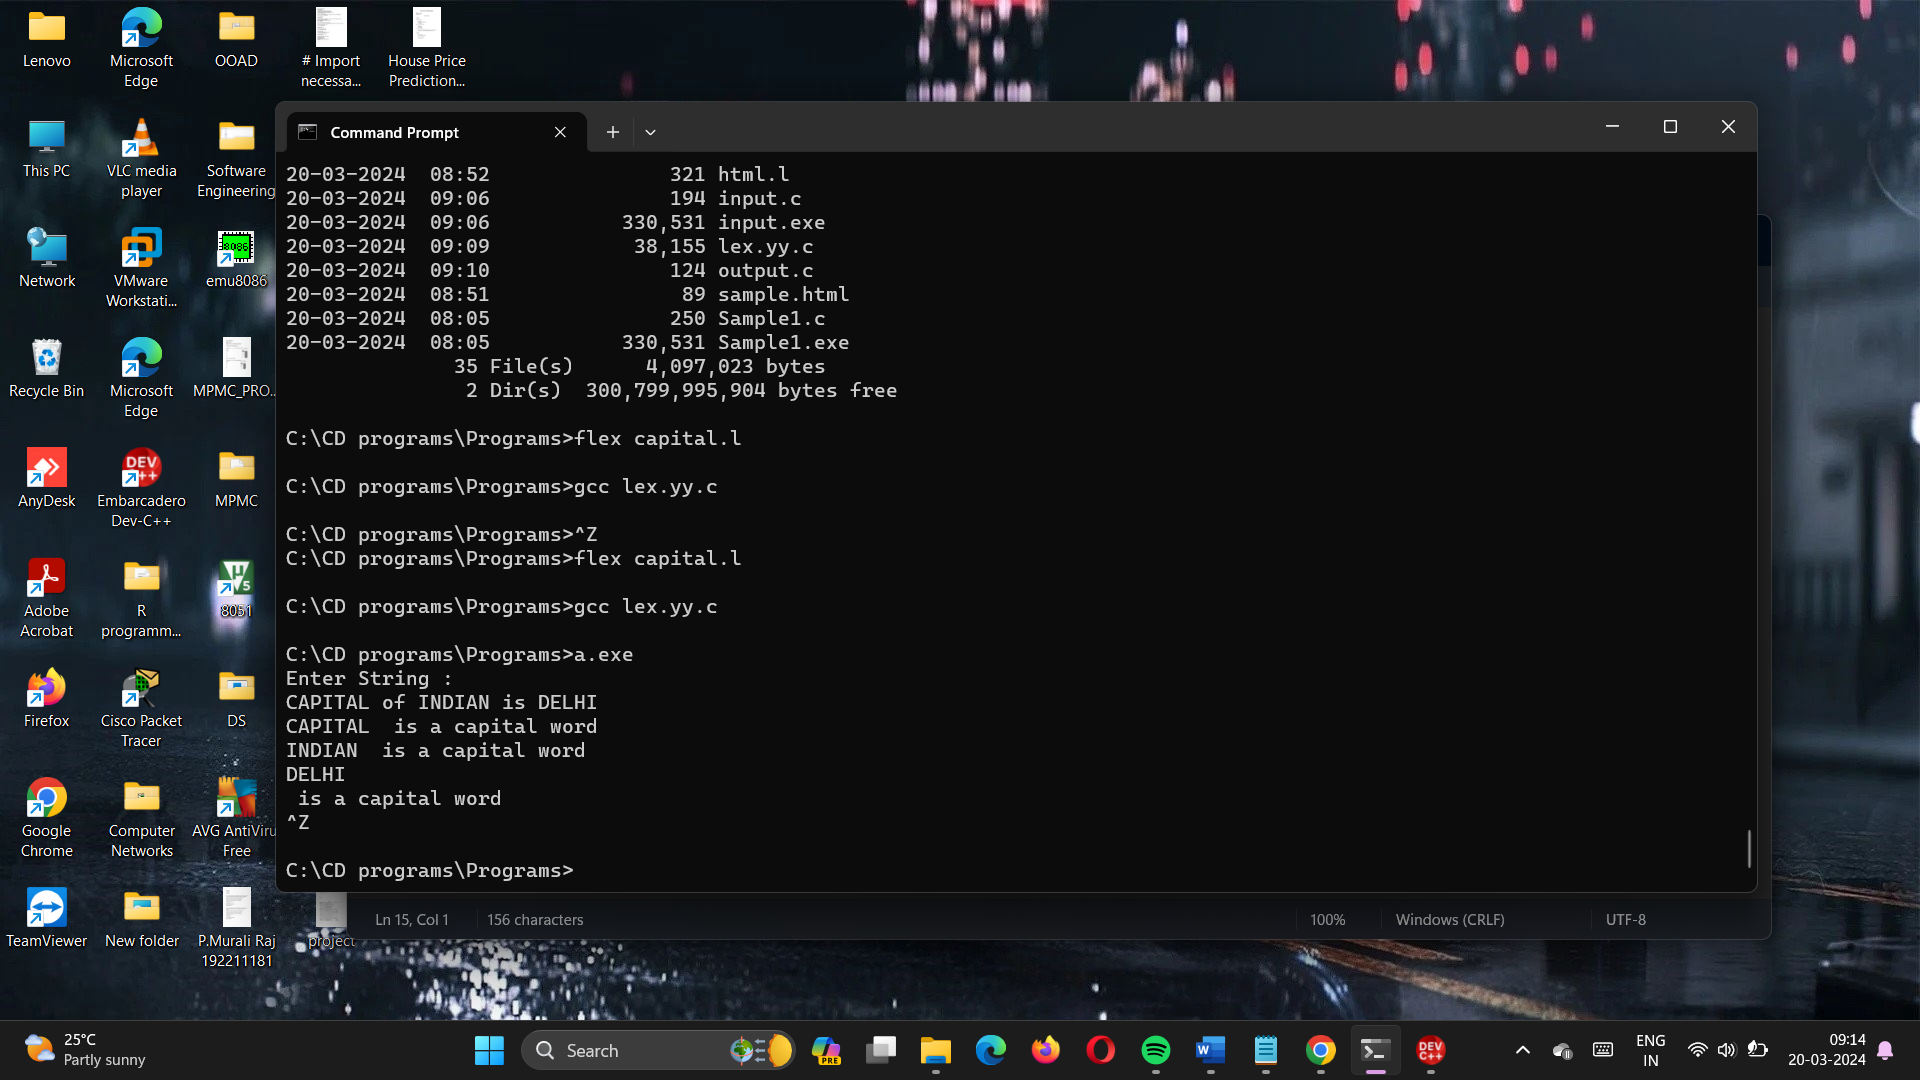 Lenovo
Microsoft Edge
OOAD
# Import necessa...
House Price Prediction...
This PC
VLC media player
Software Engineering
Network
VMware Workstati...
emu8086
Recycle Bin
Microsoft Edge
MPMC_PRO...
AnyDesk
DEV C++
Embarcadero Dev-C++
MPMC
Adobe Acrobat
R programm...
8051
Firefox
Cisco Packet Tracer
DS
Google Chrome
Computer Networks
AVG AntiViru Free
TeamViewer
New folder
P.Murali Raj 192211181
project
Command Prompt
20-03-2024  08:52               321 html.l
20-03-2024  09:06               194 input.c
20-03-2024  09:06           330,531 input.exe
20-03-2024  09:09            38,155 lex.yy.c
20-03-2024  09:10               124 output.c
20-03-2024  08:51                89 sample.html
20-03-2024  08:05               250 Sample1.c
20-03-2024  08:05           330,531 Sample1.exe
35 File(s)      4,097,023 bytes
2 Dir(s)  300,799,995,904 bytes free
C:\CD programs\Programs>flex capital.l
C:\CD programs\Programs>gcc lex.yy.c
C:\CD programs\Programs>^Z
C:\CD programs\Programs>flex capital.l
C:\CD programs\Programs>gcc lex.yy.c
C:\CD programs\Programs>a.exe
Enter String :
CAPITAL of INDIAN is DELHI
CAPITAL  is a capital word
INDIAN  is a capital word
DELHI
is a capital word
^Z
C:\CD programs\Programs>
Ln 15, Col 1
156 characters
100%
Windows (CRLF)
UTF-8
25°C
Partly sunny
Search
PRE
DEV C++
ENG
IN
09:14
20-03-2024